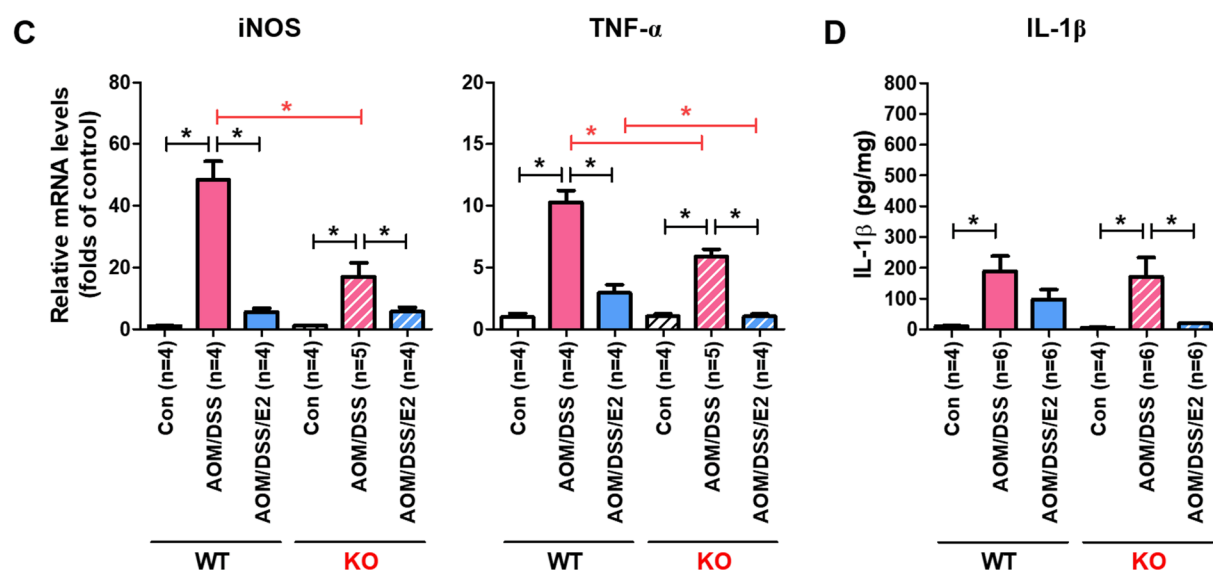 C
iNOS
TNF-α
D
IL-1β
Relative mRNA levels
(folds of control)
80
60
40
20
0
*
*
*
*
*
Con (n=4)
AOM/DSS (n=4)
AOM/DSS/E2 (n=4)
Con (n=4)
AOM/DSS (n=5)
AOM/DSS/E2 (n=4)
WT
KO
20
15
10
5
0
*
*
*
*
*
*
Con (n=4)
AOM/DSS (n=4)
AOM/DSS/E2 (n=4)
Con (n=4)
AOM/DSS (n=5)
AOM/DSS/E2 (n=4)
WT
KO
IL-1β (pg/mg)
800
700
600
500
400
300
200
100
0
*
*
*
Con (n=4)
AOM/DSS (n=6)
AOM/DSS/E2 (n=6)
Con (n=4)
AOM/DSS (n=6)
AOM/DSS/E2 (n=6)
WT
KO